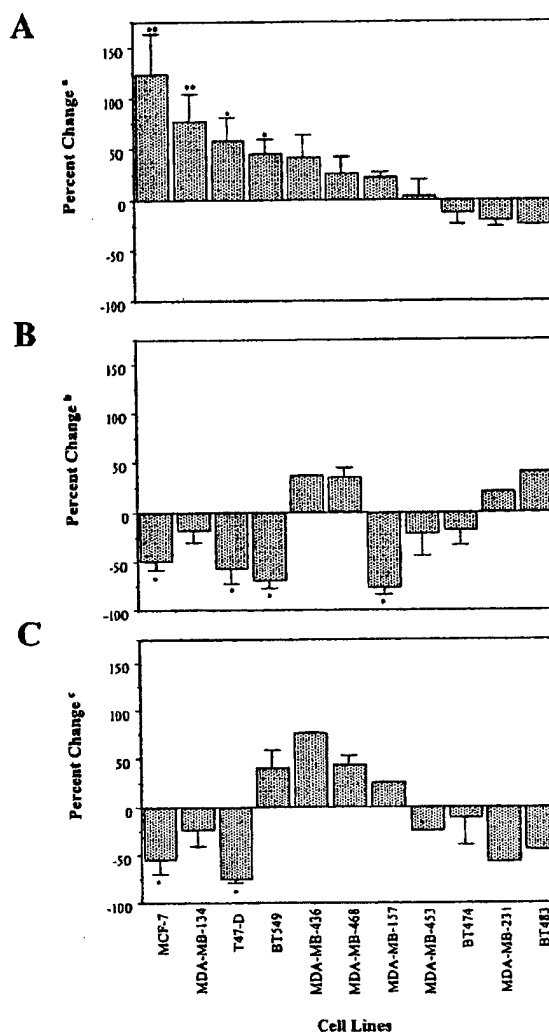 A
Percent Change a
150
100
50
0
-50
-100
** ** * *
B
Percent Change b
150
100
50
0
-50
-100
* * * *
C
Percent Change c
150
100
50
0
-50
-100
* *
MCF-7
MDA-MB-134
T47-D
BT549
MDA-MB-436
MDA-MB-468
MDA-MB-157
MDA-MB-453
BT474
MDA-MB-231
BT483
Cell Lines